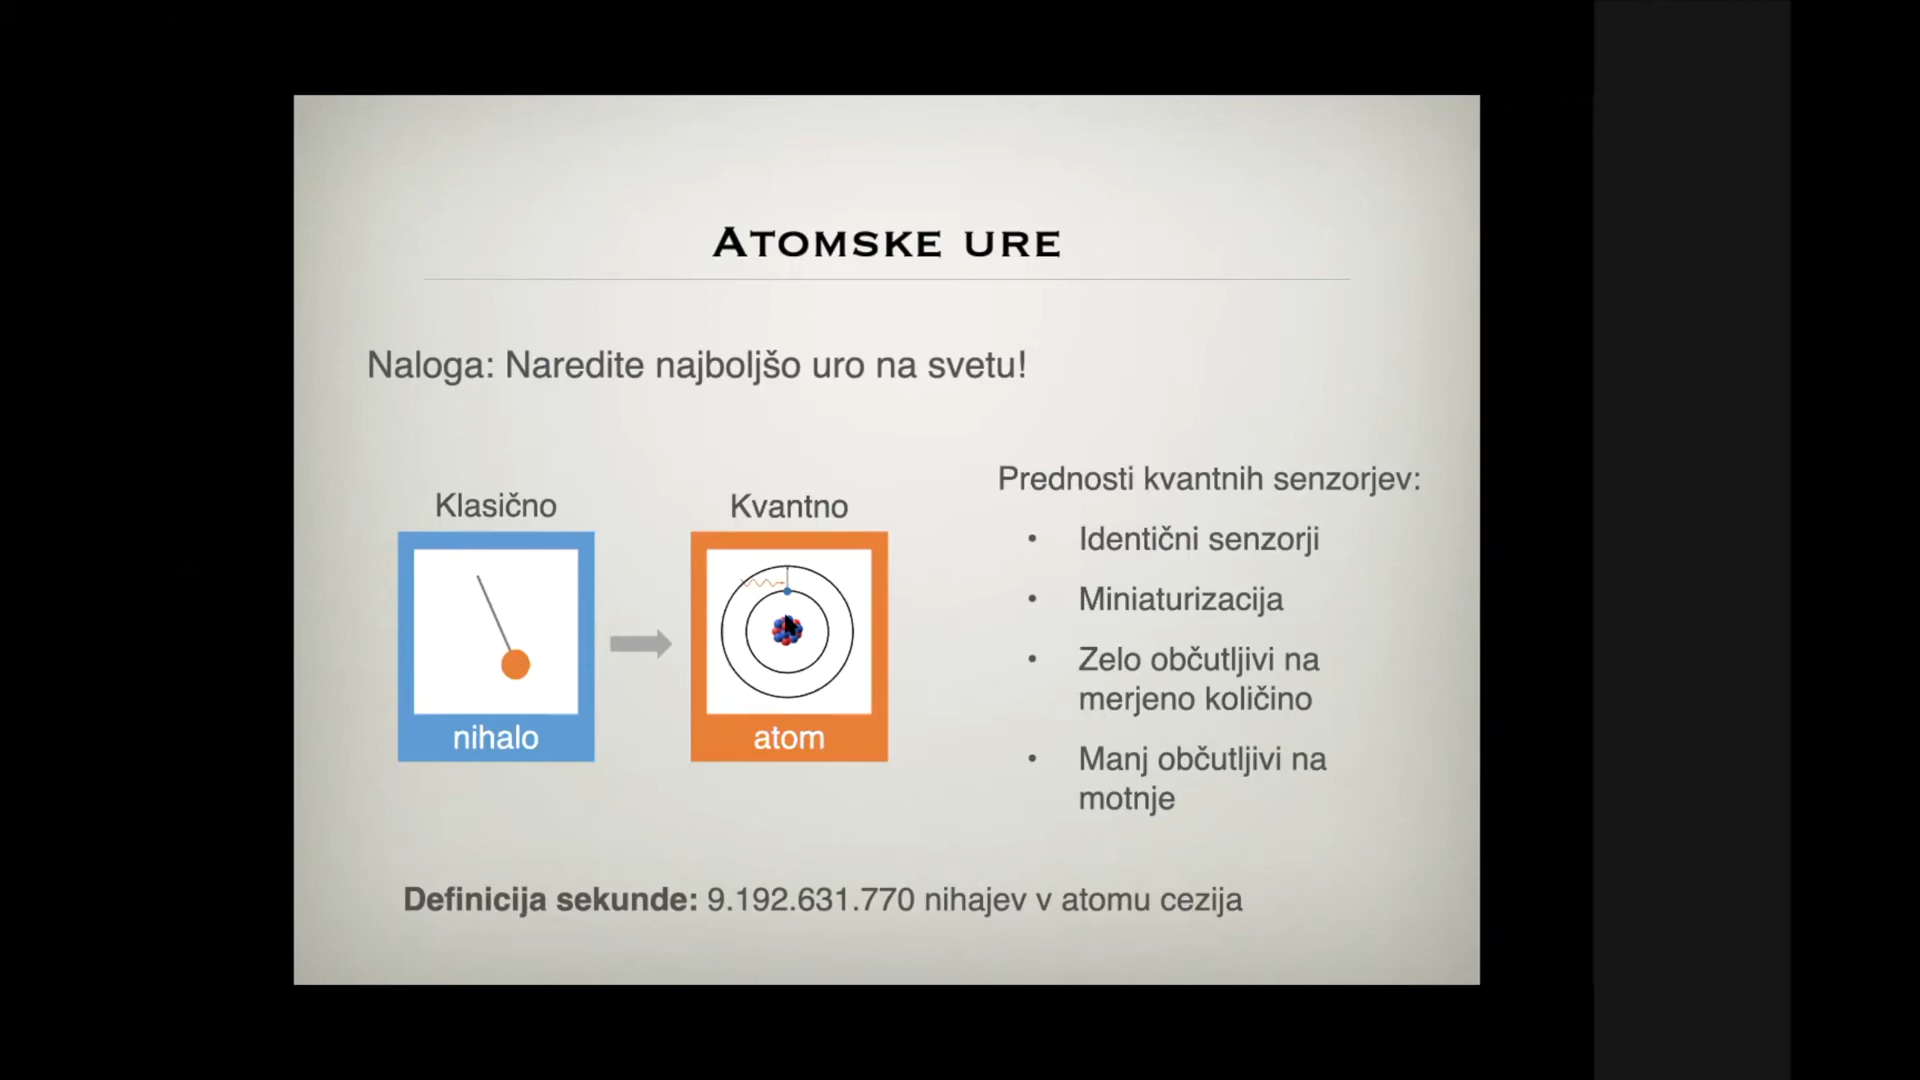 ATOMSKE URE
Naloga: Naredite najboljšo uro na svetu!
Klasično
nihalo
Kvantno
atom
Prednosti kvantnih senzorjev:
• Identični senzorji
• Miniaturizacija
• Zelo občutljivi na
merjeno količino
• Manj občutljivi na
motnje
Definicija sekunde: 9.192.631.770 nihajev v atomu cezija